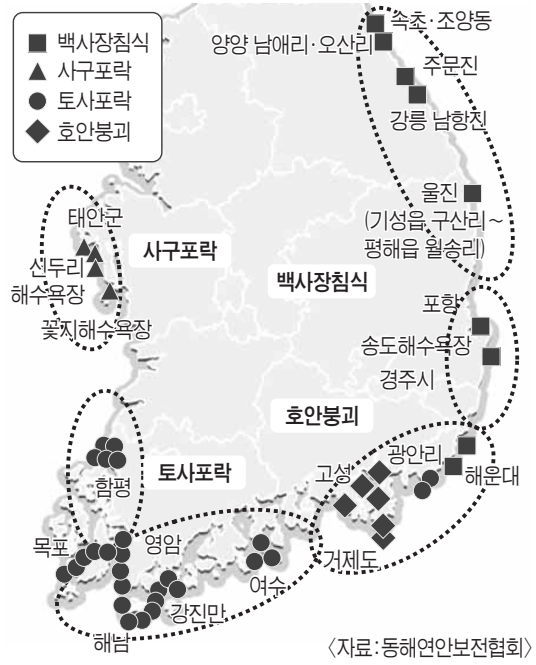 백사장침식
사구포락
토사포락
호안붕괴
속초·조양동
양양 남애리·오산리
주문진
강릉 남항진
울진
(기성읍 구산리~
평해읍 월송리)
태안군
신두리
해수욕장
꽃지해수욕장
사구포락
백사장침식
포항
송도해수욕장
경주시
호안붕괴
토사포락
함평
고성
광안리
해운대
목포
영암
여수
거제도
강진만
해남
〈자료:동해연안보전협회〉